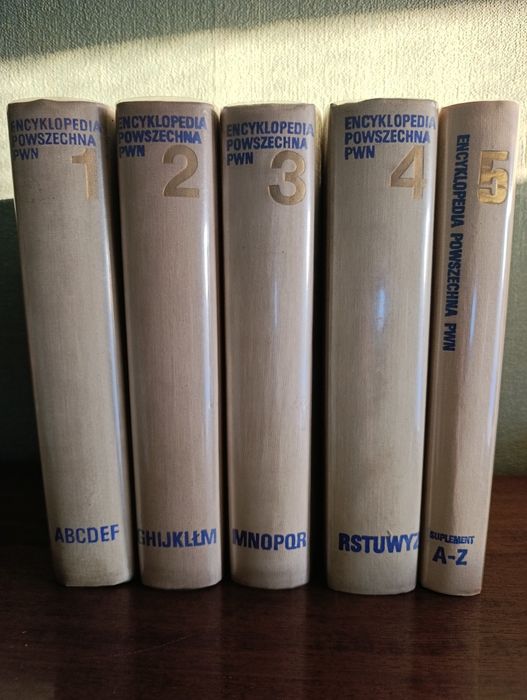 ENCYKLOPEDIA
POWSZECHNA
PWN
1
ABCDEF
ENCYKLOPEDIA
POWSZECHNA
PWN
2
GHIJKLŁM
ENCYKLOPEDIA
POWSZECHNA
PWN
3
MNOPQR
ENCYKLOPEDIA
POWSZECHNA
PWN
4
RSTUWYZ
5
ENCYKLOPEDIA POWSZECHNA PWN
SUPLEMENT
A-Z